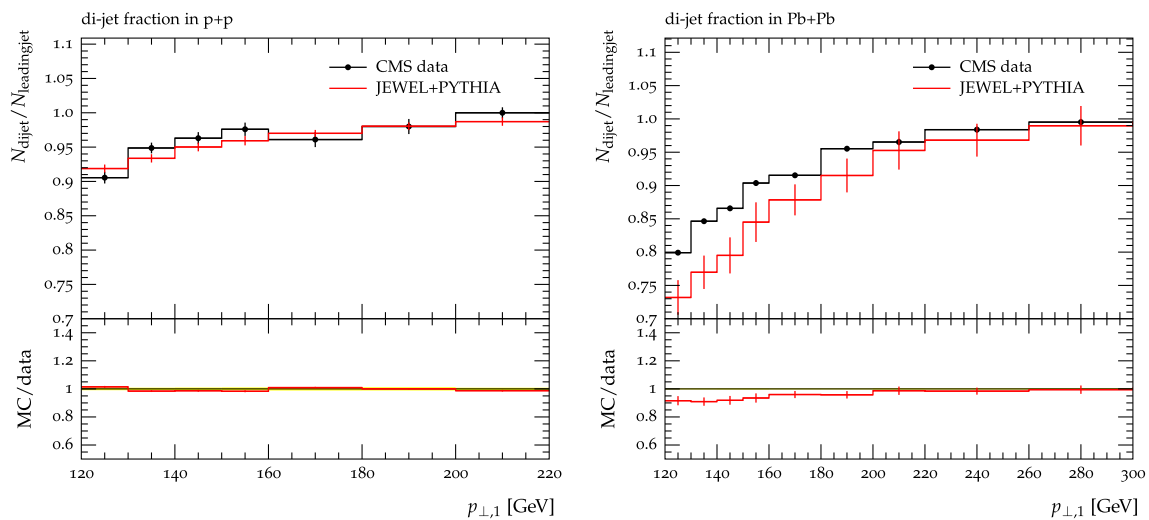 di-jet fraction in p+p
CMS data
JEWEL+PYTHIA
0.7
0.75
0.8
0.85
0.9
0.95
1.0
1.05
1.1
N_dijet/N_leadingjet
0.6
0.8
1
1.2
1.4
MC/data
120 140 160 180 200 220
p⊥,1 [GeV]
di-jet fraction in Pb+Pb
CMS data
JEWEL+PYTHIA
0.7
0.75
0.8
0.85
0.9
0.95
1.0
1.05
1.1
N_dijet/N_leadingjet
0.6
0.8
1
1.2
1.4
MC/data
120 140 160 180 200 220 240 260 280 300
p⊥,1 [GeV]